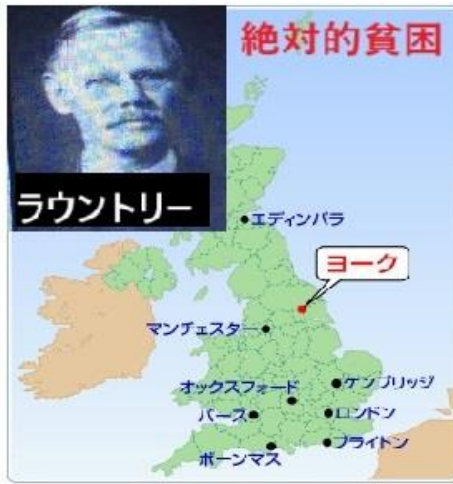 絶対的貧困
ラウントリー
エディンバラ
ヨーク
マンチェスター
オックスフォード
ケンブリッジ
バース
ロンドン
ブライトン
ボーンマス